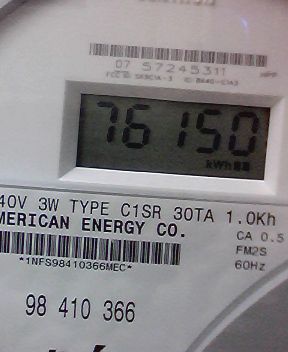 07 57245311
76150
kWh
40V 3W TYPE C1SR 30TA 1.0Kh
MERICAN ENERGY CO.
CA 0.5
FM2S
*1NFS98410366MEC*
60Hz
98 410 366